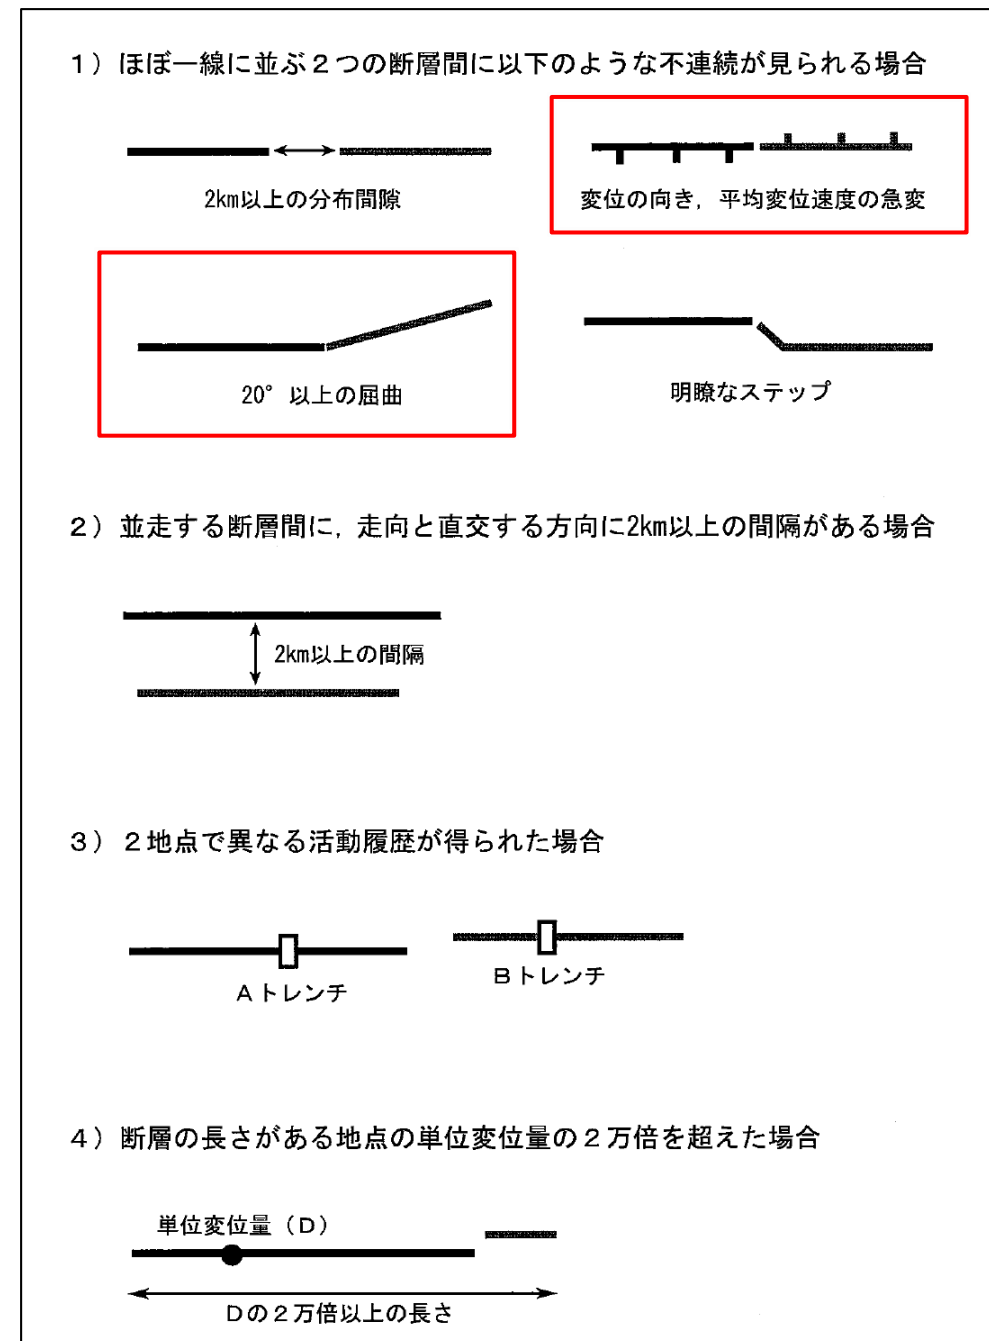 1）ほぼ一線に並ぶ２つの断層間に以下のような不連続が見られる場合
2km以上の分布間隙
変位の向き，平均変位速度の急変
20°以上の屈曲
明瞭なステップ
2）並走する断層間に，走向と直交する方向に2km以上の間隔がある場合
2km以上の間隔
3）２地点で異なる活動履歴が得られた場合
Ａトレンチ
Ｂトレンチ
4）断層の長さがある地点の単位変位量の２万倍を超えた場合
単位変位量（Ｄ）
Ｄの２万倍以上の長さ